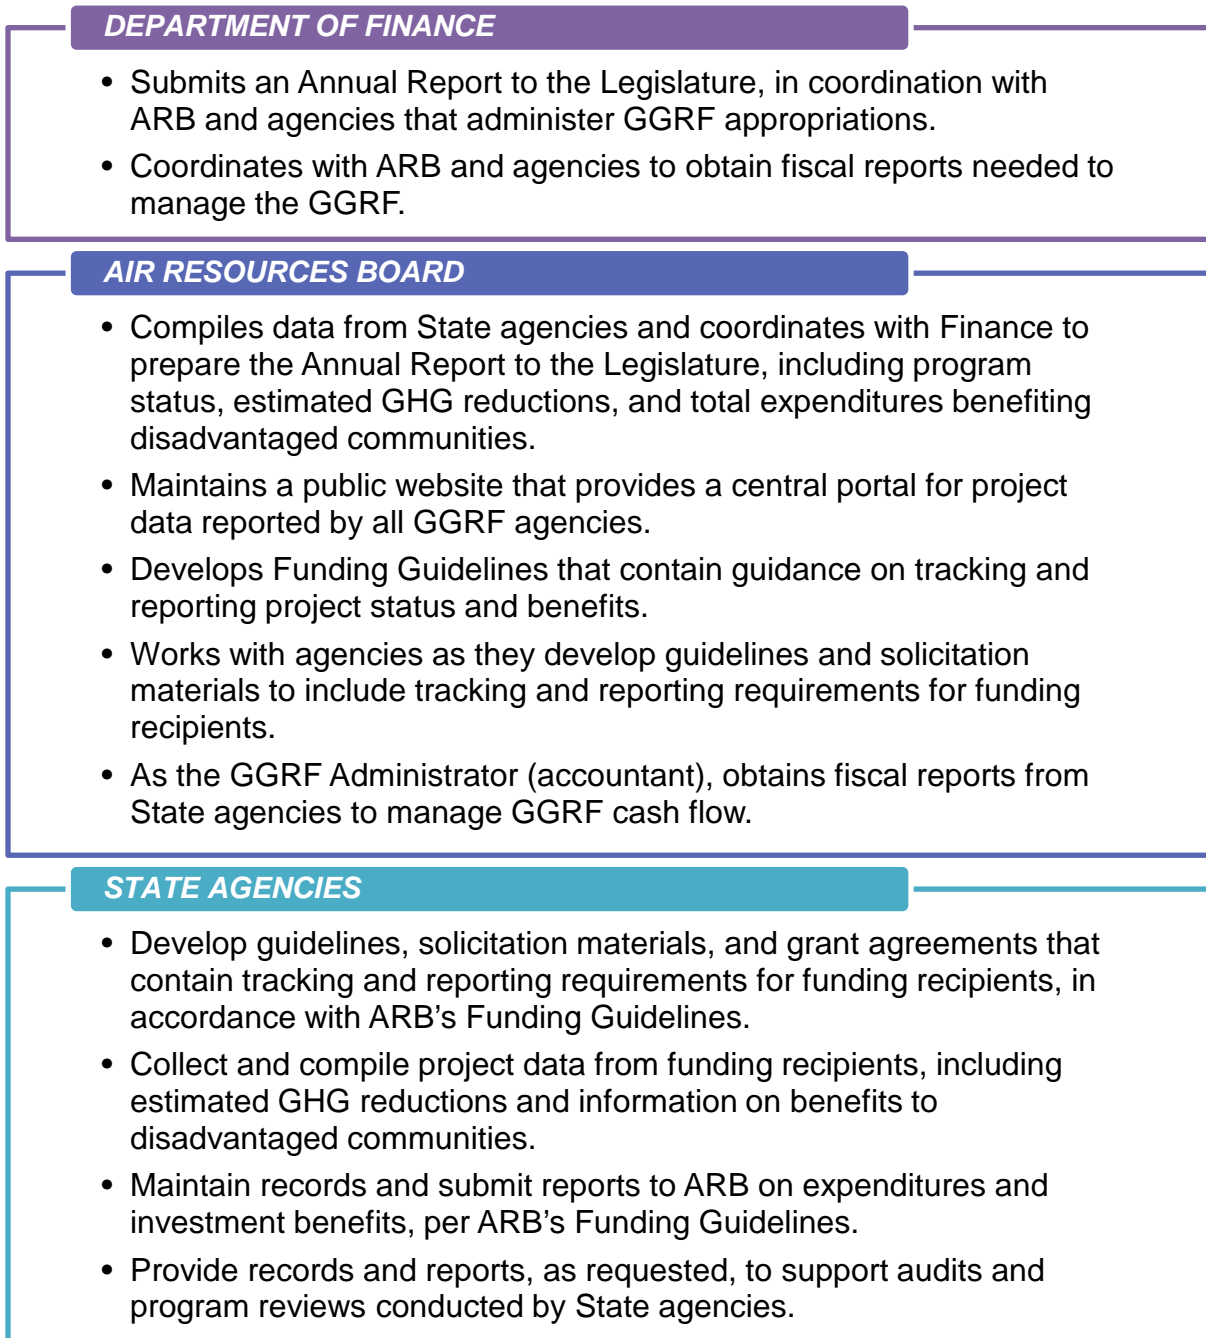 DEPARTMENT OF FINANCE
• Submits an Annual Report to the Legislature, in coordination with
ARB and agencies that administer GGRF appropriations.
• Coordinates with ARB and agencies to obtain fiscal reports needed to
manage the GGRF.
AIR RESOURCES BOARD
• Compiles data from State agencies and coordinates with Finance to
prepare the Annual Report to the Legislature, including program
status, estimated GHG reductions, and total expenditures benefiting
disadvantaged communities.
• Maintains a public website that provides a central portal for project
data reported by all GGRF agencies.
• Develops Funding Guidelines that contain guidance on tracking and
reporting project status and benefits.
• Works with agencies as they develop guidelines and solicitation
materials to include tracking and reporting requirements for funding
recipients.
• As the GGRF Administrator (accountant), obtains fiscal reports from
State agencies to manage GGRF cash flow.
STATE AGENCIES
• Develop guidelines, solicitation materials, and grant agreements that
contain tracking and reporting requirements for funding recipients, in
accordance with ARB’s Funding Guidelines.
• Collect and compile project data from funding recipients, including
estimated GHG reductions and information on benefits to
disadvantaged communities.
• Maintain records and submit reports to ARB on expenditures and
investment benefits, per ARB’s Funding Guidelines.
• Provide records and reports, as requested, to support audits and
program reviews conducted by State agencies.